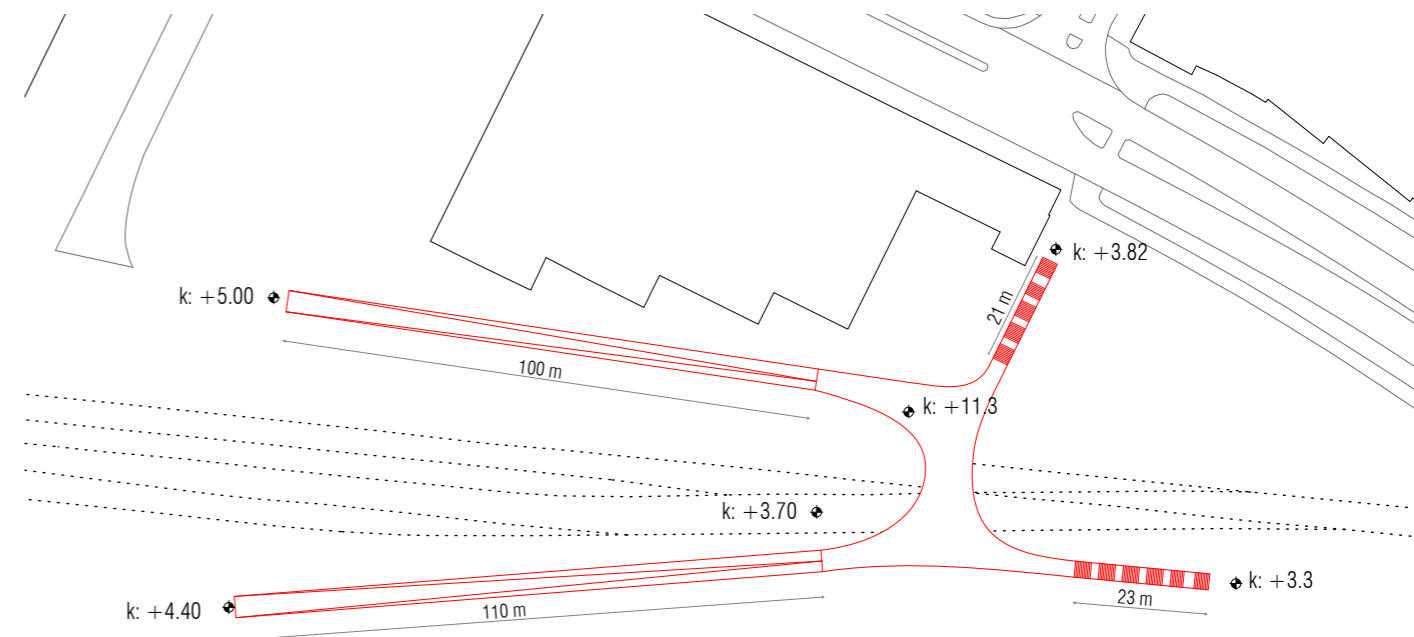 k: +3.82
k: +5.00
21 m
100 m
k: +11.3
k: +3.70
k: +3.3
k: +4.40
23 m
110 m